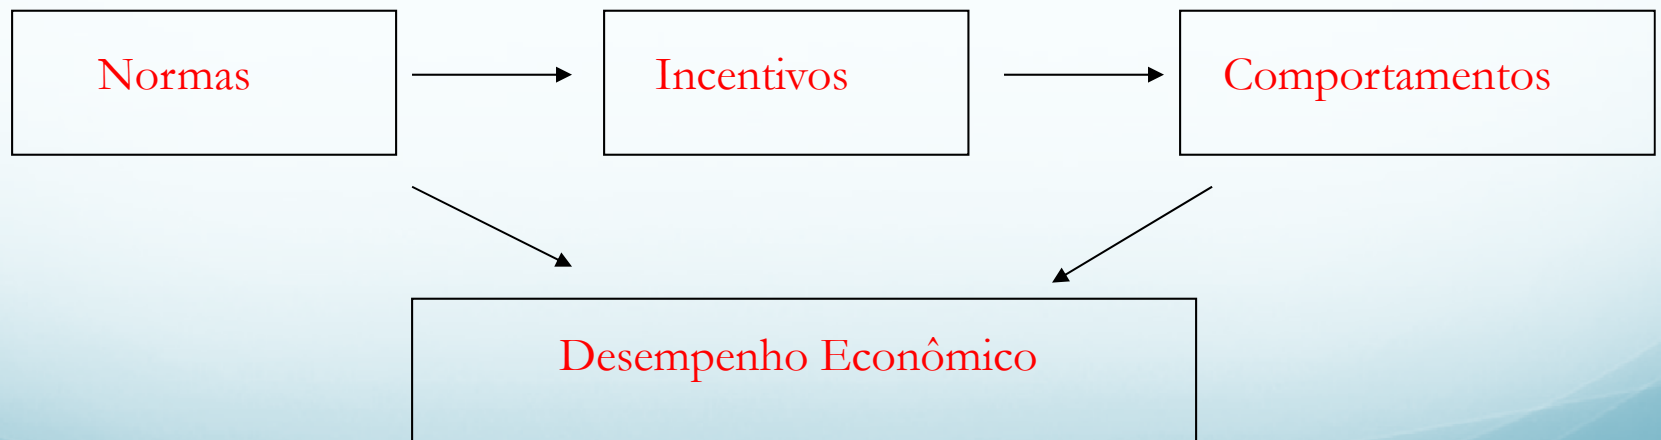 Normas
Incentivos
Comportamentos
Desempenho Econômico